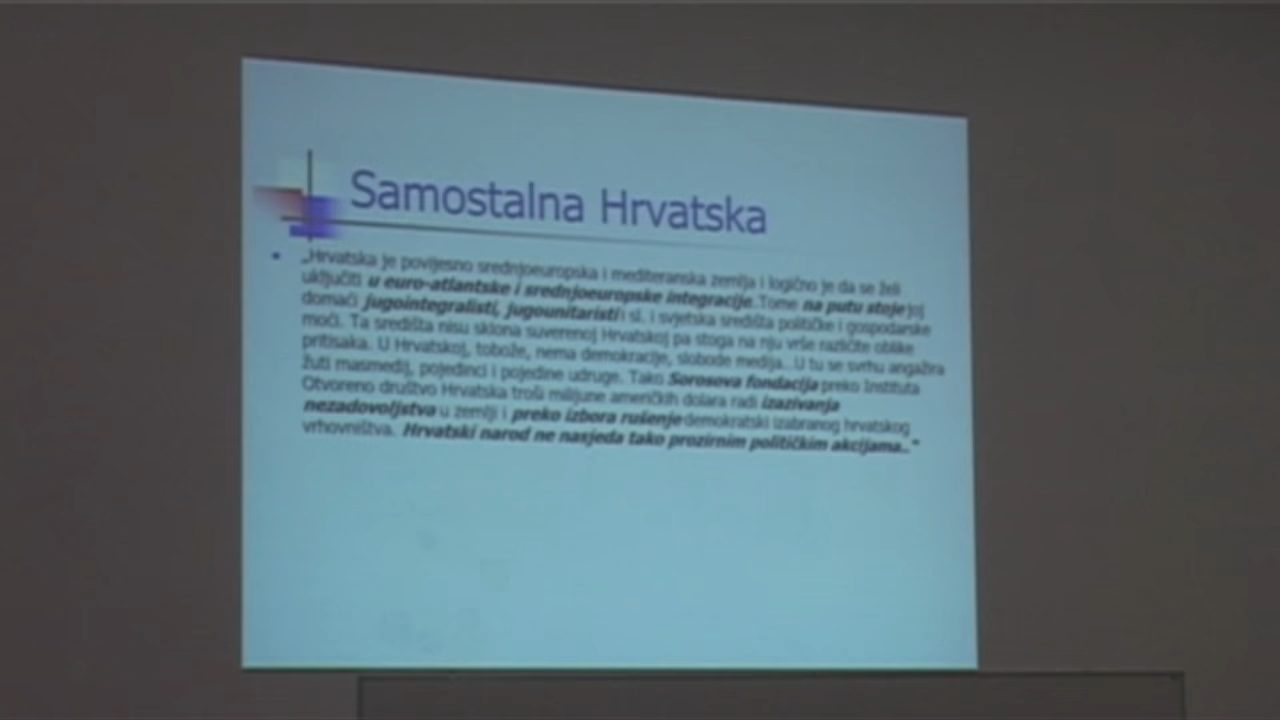 Samostalna Hrvatska
„Hrvatska je povijesno srednjoeuropska i mediteranska zemlja i logično je da se želi
uključiti u euro-atlantske i srednjoeuropske integracije. Tome na putu stoje joj
domaći jugointegralisti, jugounitaristi i sl. i svjetska središta političke i gospodarske
moći. Ta središta nisu sklona suverenoj Hrvatskoj pa stoga na nju vrše različite oblike
pritisaka. U Hrvatskoj, tobože, nema demokracije, slobode medija...U tu se svrhu angažira
žuti masmedij, pojedinci i pojedine udruge. Tako Sorosova fondacija preko Instituta
Otvoreno društvo Hrvatska troši milijune američkih dolara radi izazivanja
nezadovoljstva u zemlji i preko izbora rušenje demokratski izabranog hrvatskog
vrhovništva. Hrvatski narod ne nasjeda tako prozirnim političkim akcijama.."